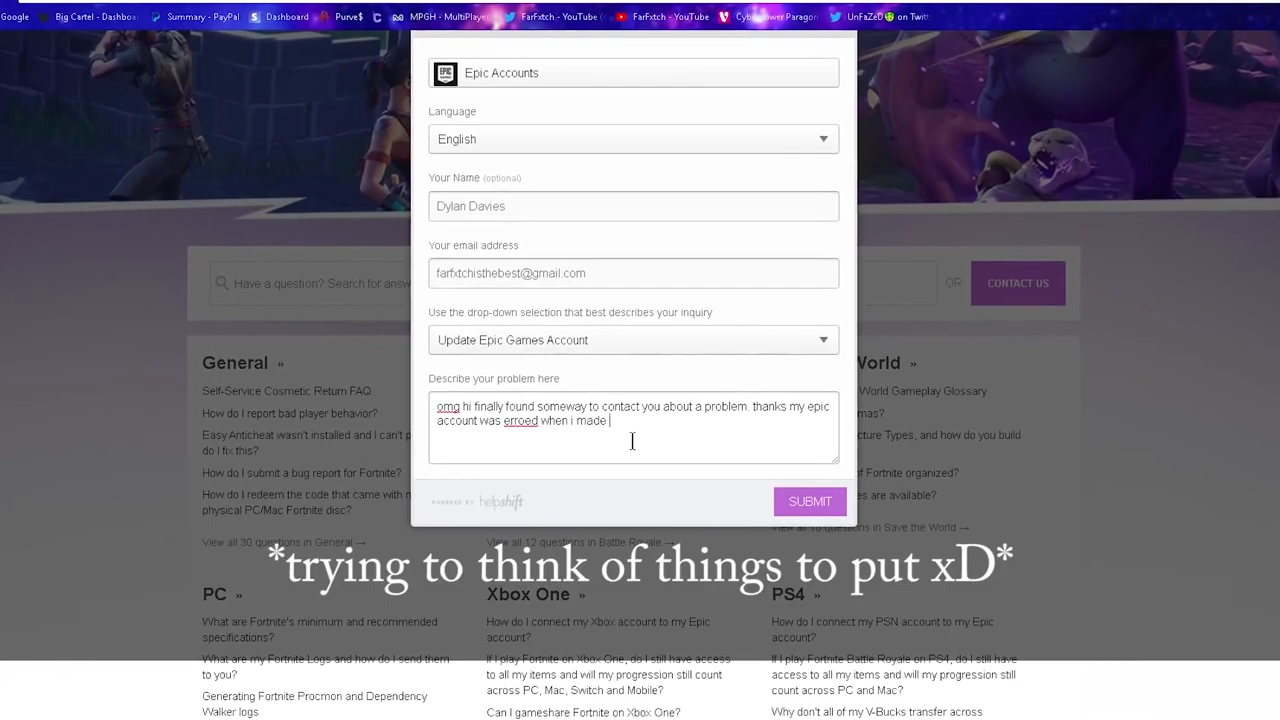 Google Big Cartel - Dashboa Summary - PayPal Dashboard Purve$ MPGH - MultiPlaye FarFxtch. - YouTube ( FarFxtch - YouTube Cyb Power Paragon UnFaZeD on Twitt
Epic Accounts
Language
English
Your Name (optional)
Dylan Davies
Your email address
farfxtchisthebest@gmail.com
Have a question? Search for answ
OR
CONTACT US
Use the drop-down selection that best describes your inquiry
Update Epic Games Account
Describe your problem here
omg hi finally found someway to contact you about a problem. thanks my epic
account was erroed when i made
POWERED BY helpshift
SUBMIT
General »
Self-Service Cosmetic Return FAQ
How do I report bad player behavior?
Easy Anticheat wasn't installed and I can't
do I fix this?
How do I submit a bug report for Fortnite?
How do I redeem the code that came with m
physical PC/Mac Fortnite disc?
View all 30 questions in General →
View all 12 questions in Battle Royale →
World »
World Gameplay Glossary
mas?
cture Types, and how do you build
of Fortnite organized?
es are available?
View all 10 questions in Save the World →
*trying to think of things to put xD*
PC »
What are Fortnite's minimum and recommended
specifications?
What are my Fortnite Logs and how do I send them
to you?
Generating Fortnite Procmon and Dependency
Walker logs
Xbox One »
How do I connect my Xbox account to my Epic
account?
If I play Fortnite on Xbox One, do I still have access
to all my items and will my progression still count
across PC, Mac, Switch and Mobile?
Can I gameshare Fortnite on Xbox One?
PS4 »
How do I connect my PSN account to my Epic
account?
If I play Fortnite Battle Royale on PS4, do I still have
access to all my items and will my progression still
count across PC and Mac?
Why don't all of my V-Bucks transfer across